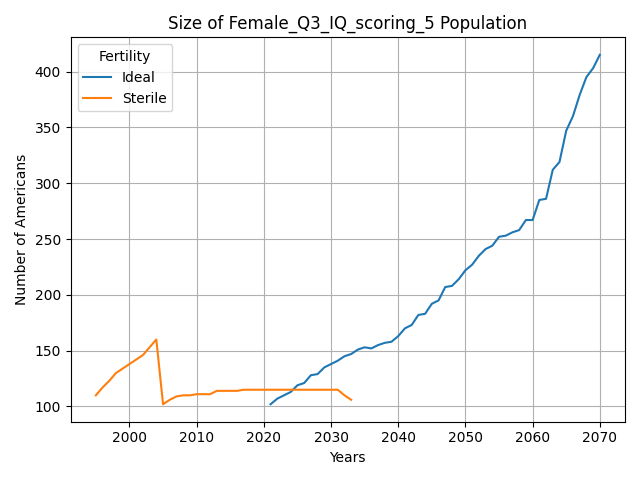 Size of Female_Q3_IQ_scoring_5 Population
Fertility
Ideal
Sterile
Number of Americans
400
350
300
250
200
150
100
2000 2010 2020 2030 2040 2050 2060 2070
Years